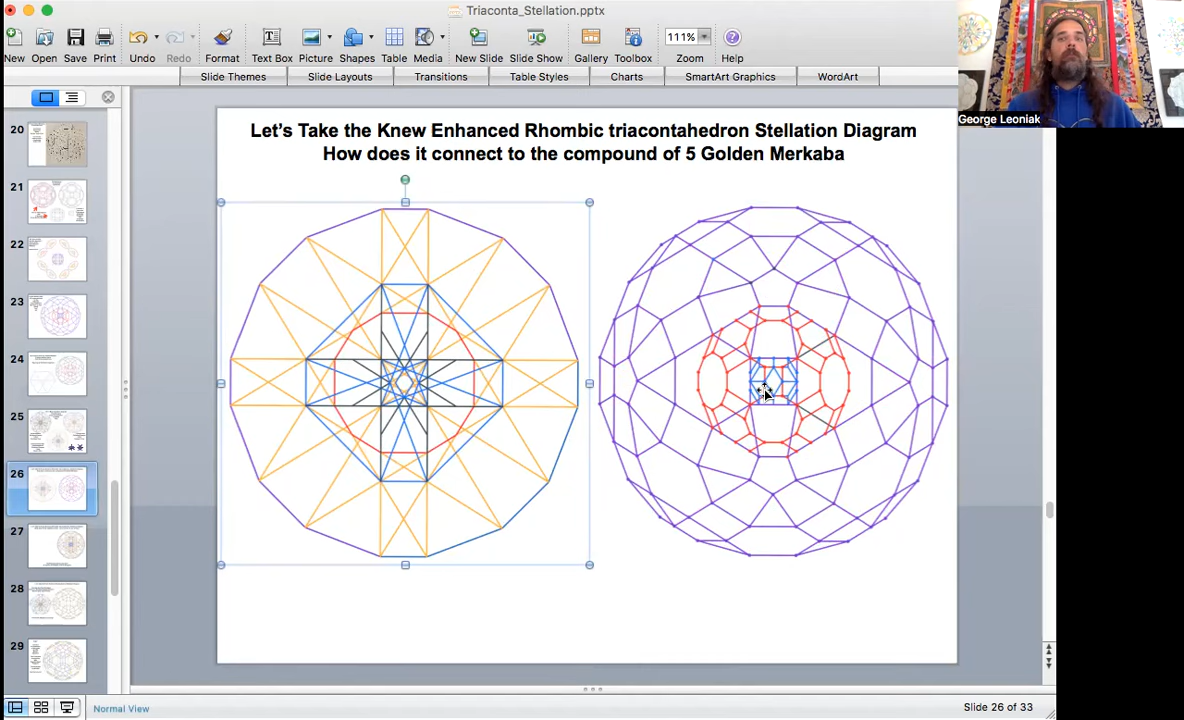 Triaconta_Stellation.pptx
New Open Save Print Undo Redo Format Text Box Picture Shapes Table Media New Slide Slide Show Gallery Toolbox Zoom Help
111%
Slide Themes Slide Layouts Transitions Table Styles Charts SmartArt Graphics WordArt
George Leoniak
Let's Take the Knew Enhanced Rhombic triacontahedron Stellation Diagram
How does it connect to the compound of 5 Golden Merkaba
20
21
22
23
24
25
26
27
28
29
Normal View
Slide 26 of 33